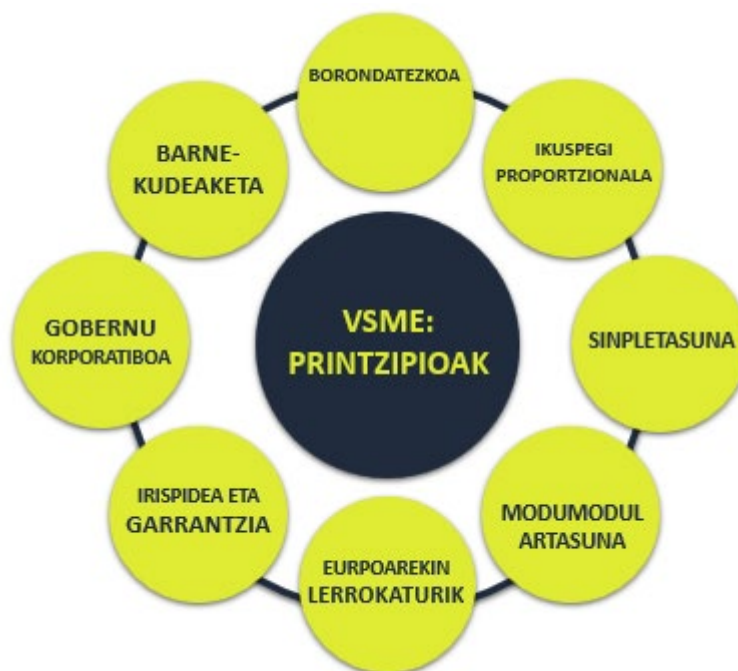 VSME:
PRINTZIPIOAK
BORONDATEZKOA
IKUSPEGI
PROPORTZIONALA
SINPLETASUNA
MODUMODUL
ARTASUNA
EURPOAREKIN
LERROKATURIK
IRISPIDEA ETA
GARRANTZIA
GOBERNU
KORPORATIBOA
BARNE-
KUDEAKETA